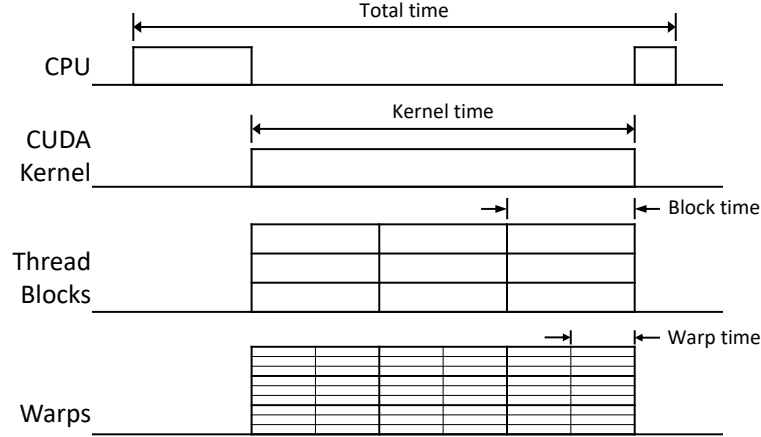 Total time
CPU
Kernel time
CUDA
Kernel
Block time
Thread
Blocks
Warp time
Warps